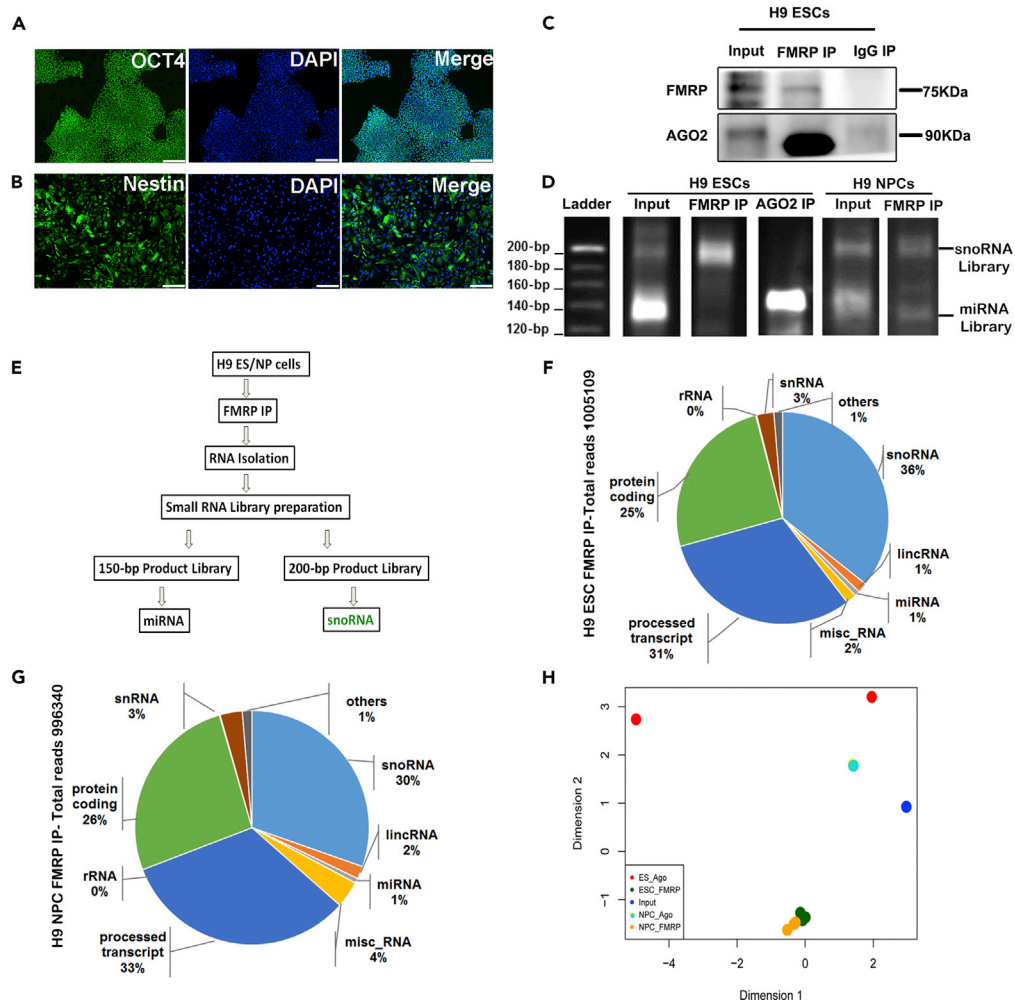 A
OCT4
DAPI
Merge
B
Nestin
DAPI
Merge
C
H9 ESCs
Input FMRP IP IgG IP
FMRP
75KDa
AGO2
90KDa
D
H9 ESCs
H9 NPCs
Ladder Input FMRP IP AGO2 IP Input FMRP IP
200-bp
180-bp
160-bp
140-bp
120-bp
snoRNA
Library
miRNA
Library
E
H9 ES/NP cells
FMRP IP
RNA Isolation
Small RNA Library preparation
150-bp Product Library
200-bp Product Library
miRNA
snoRNA
F
H9 ESC FMRP IP-Total reads 1005109
rRNA
0%
snRNA
3%
others
1%
snoRNA
36%
protein
coding
25%
lincRNA
1%
miRNA
1%
misc_RNA
2%
processed
transcript
31%
G
H9 NPC FMRP IP- Total reads 996340
snRNA
3%
others
1%
snoRNA
30%
protein
coding
26%
lincRNA
2%
rRNA
0%
miRNA
1%
processed
transcript
33%
misc_RNA
4%
H
Dimension 2
3
2
1
0
−1
ES_Ago
ESC_FMRP
Input
NPC_Ago
NPC_FMRP
−4 −2 0 2
Dimension 1